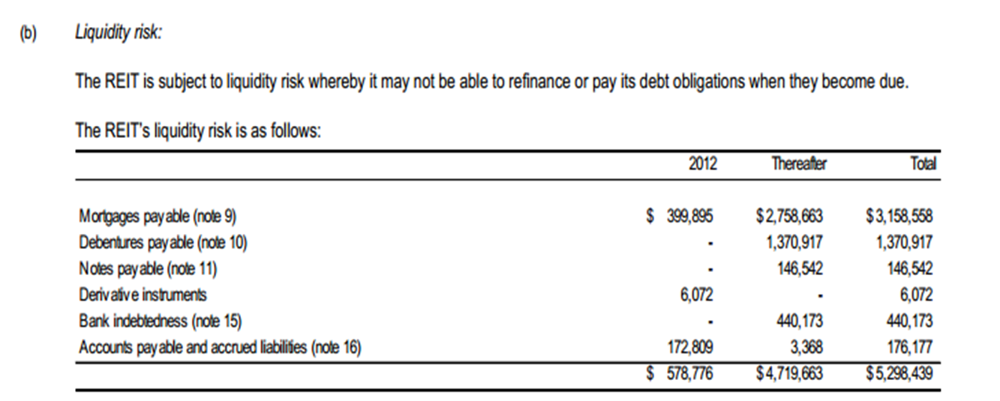 (b) Liquidity risk:
The REIT is subject to liquidity risk whereby it may not be able to refinance or pay its debt obligations when they become due.
The REIT's liquidity risk is as follows:
2012 Thereafter Total
Mortgages payable (note 9) $ 399,895 $2,758,663 $3,158,558
Debentures payable (note 10) - 1,370,917 1,370,917
Notes payable (note 11) - 146,542 146,542
Derivative instruments 6,072 - 6,072
Bank indebtedness (note 15) - 440,173 440,173
Accounts payable and accrued liabilities (note 16) 172,809 3,368 176,177
$ 578,776 $4,719,663 $5,298,439